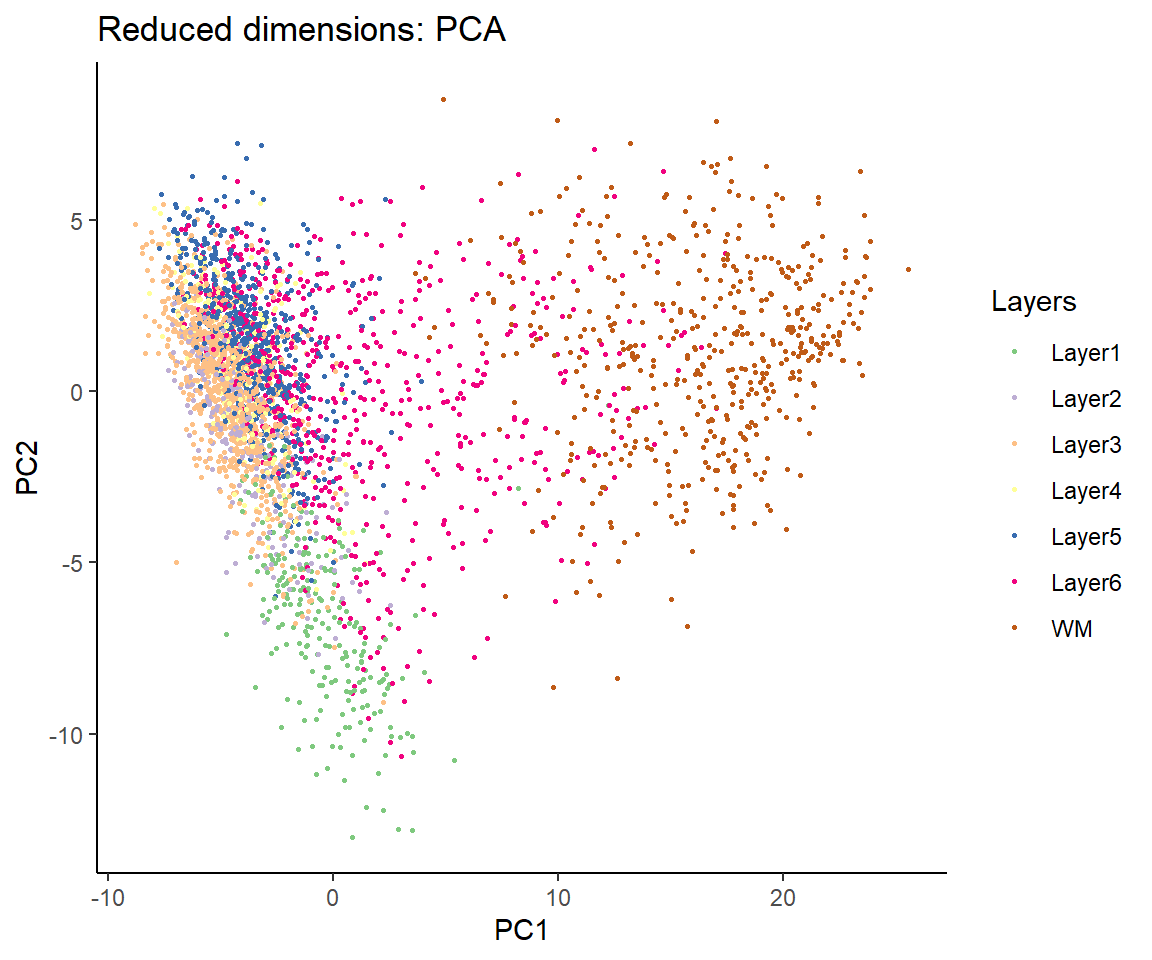 Reduced dimensions: PCA
PC2
5
0
-5
-10
-10 0 10 20
PC1
Layers
Layer1
Layer2
Layer3
Layer4
Layer5
Layer6
WM